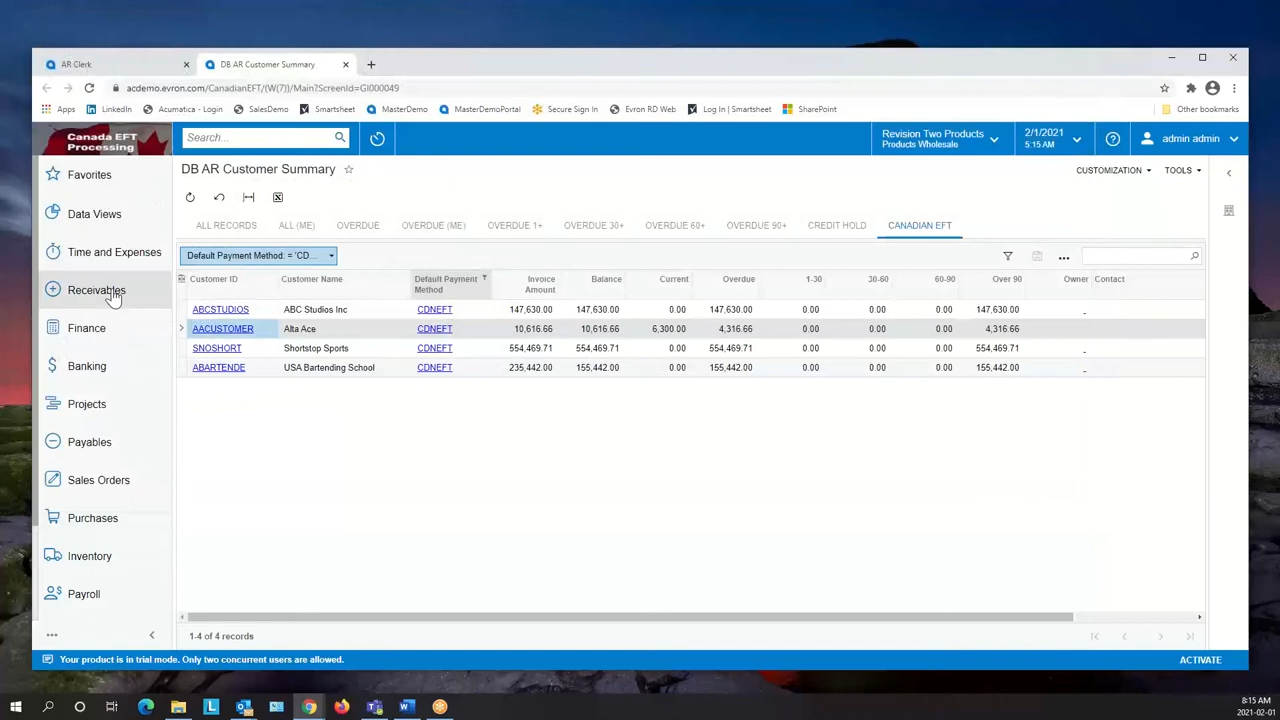 AR Clerk
DB AR Customer Summary
acdemo.evron.com/CanadianEFT/(W(7))/Main?ScreenId=GI000049
Apps LinkedIn Acumatica - Login SalesDemo Smartsheet MasterDemo MasterDemoPortal Secure Sign In Evron RD Web Log In | Smartsheet SharePoint Other bookmarks
Canada EFT
Processing
Search...
Revision Two Products
Products Wholesale
2/1/2021
5:15 AM
admin admin
Favorites
Data Views
Time and Expenses
Receivables
Finance
Banking
Projects
Payables
Sales Orders
Purchases
Inventory
Payroll
DB AR Customer Summary
CUSTOMIZATION TOOLS
ALL RECORDS ALL (ME) OVERDUE OVERDUE (ME) OVERDUE 1+ OVERDUE 30+ OVERDUE 60+ OVERDUE 90+ CREDIT HOLD CANADIAN EFT
Default Payment Method: = 'CD...
Customer ID Customer Name Default Payment Method Invoice Amount Balance Current Overdue 1-30 30-60 60-90 Over 90 Owner Contact
ABCSTUDIOS ABC Studios Inc CDNEFT 147,630.00 147,630.00 0.00 147,630.00 0.00 0.00 0.00 147,630.00 -
AACUSTOMER Alta Ace CDNEFT 10,616.66 10,616.66 6,300.00 4,316.66 0.00 0.00 0.00 4,316.66 -
SNOSHORT Shortstop Sports CDNEFT 554,469.71 554,469.71 0.00 554,469.71 0.00 0.00 0.00 554,469.71 -
ABARTENDE USA Bartending School CDNEFT 235,442.00 155,442.00 0.00 155,442.00 0.00 0.00 0.00 155,442.00 -
1-4 of 4 records
Your product is in trial mode. Only two concurrent users are allowed.
ACTIVATE
8:15 AM
2021-02-01